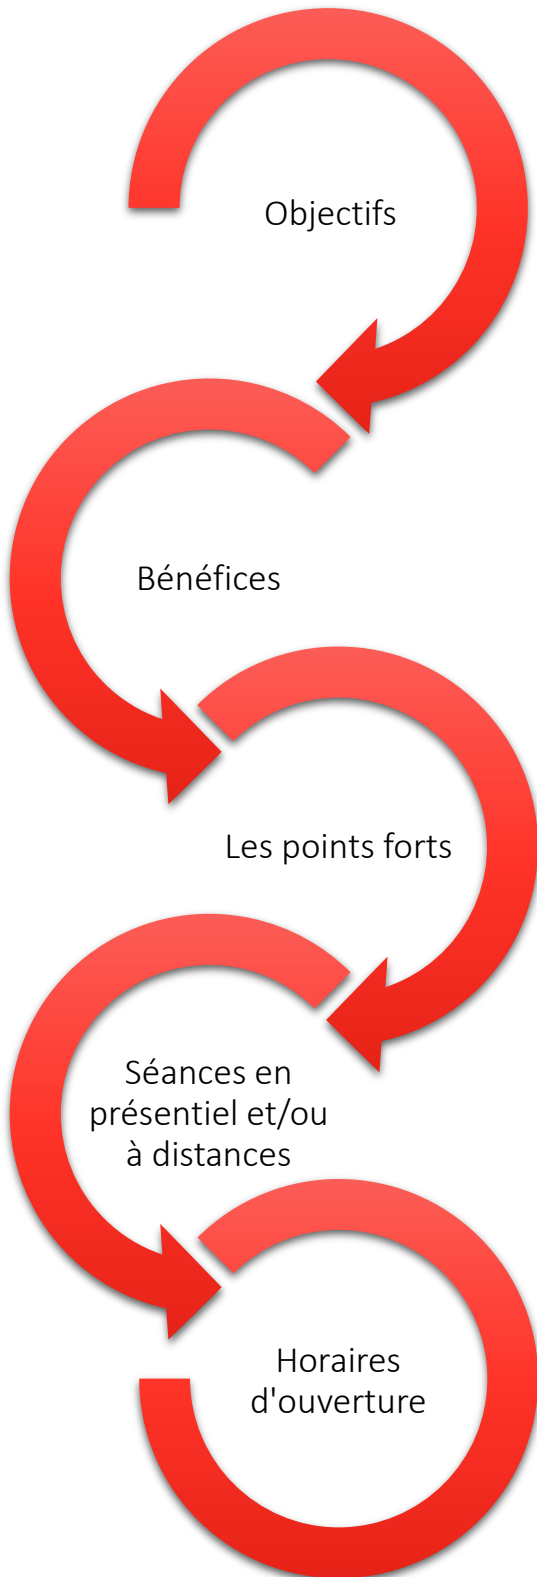 Objectifs
Bénéfices
Les points forts
Séances en
présentiel et/ou
à distances
Horaires
d'ouverture